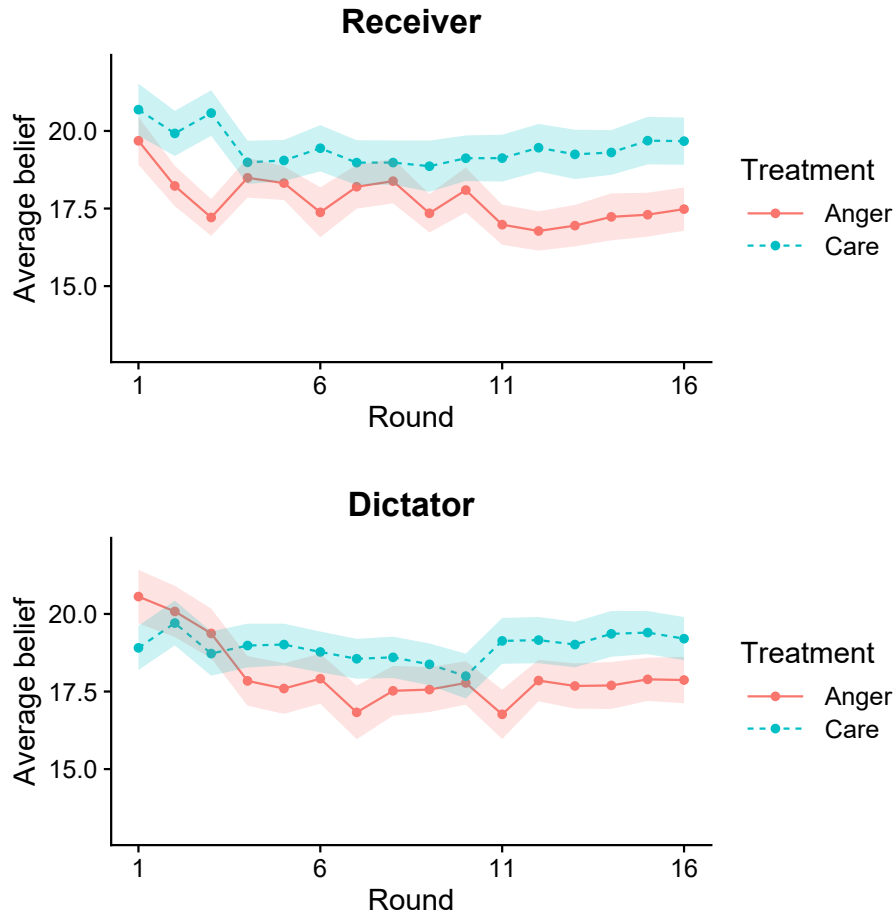 Receiver
Average belief
20.0
17.5
15.0
1 6 11 16
Round
Treatment
Anger
Care
Dictator
Average belief
20.0
17.5
15.0
1 6 11 16
Round
Treatment
Anger
Care